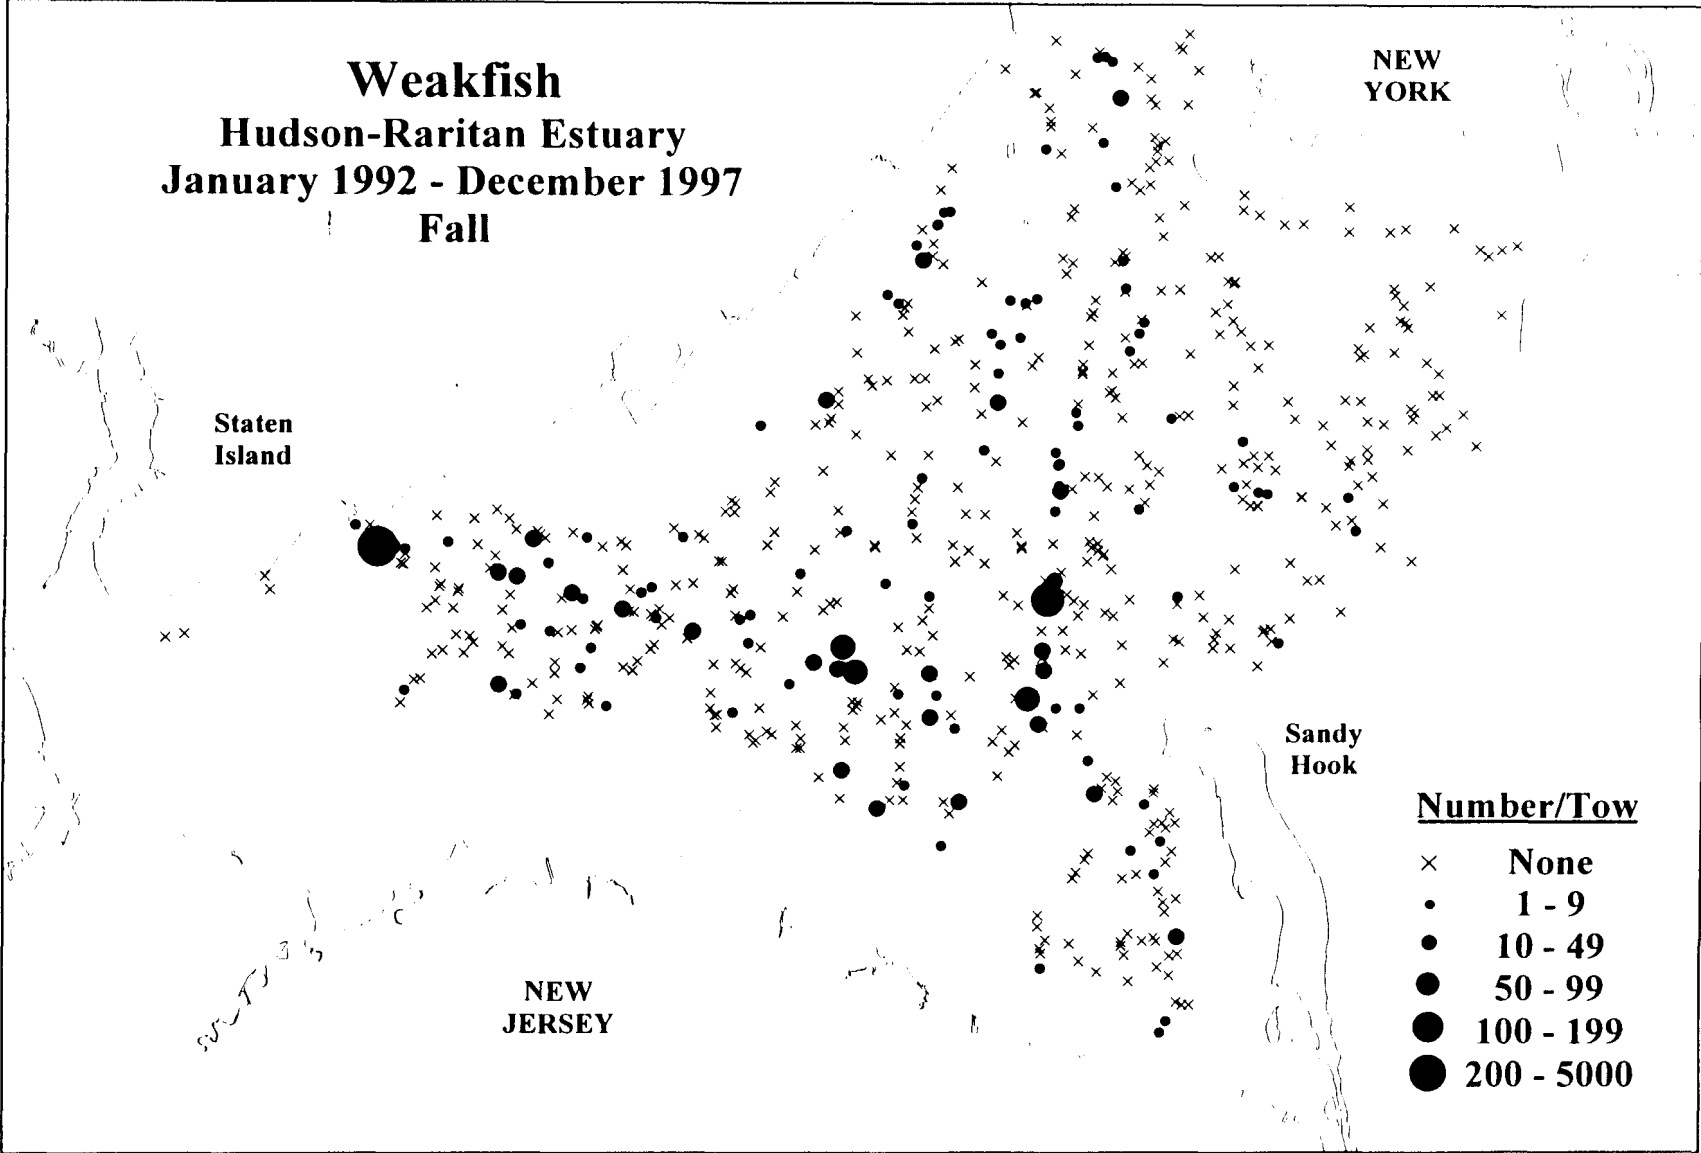 Weakfish
Hudson-Raritan Estuary
January 1992 - December 1997
Fall
NEW
YORK
Staten
Island
Sandy
Hook
NEW
JERSEY
Number/Tow
None
1 - 9
10 - 49
50 - 99
100 - 199
200 - 5000